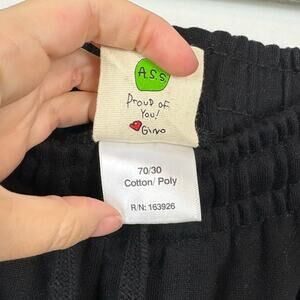 A.S.S
Proud of
You!
Gino
70/30
Cotton/ Poly
R/N: 163926